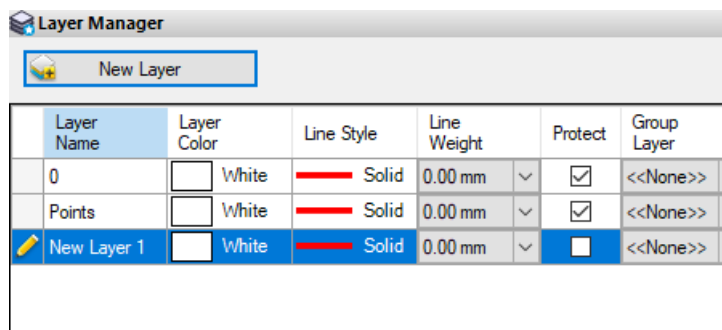 Layer Manager
New Layer
Layer Name Layer Color Line Style Line Weight Protect Group Layer
0 White Solid 0.00 mm <<None>>
Points White Solid 0.00 mm <<None>>
New Layer 1 White Solid 0.00 mm <<None>>